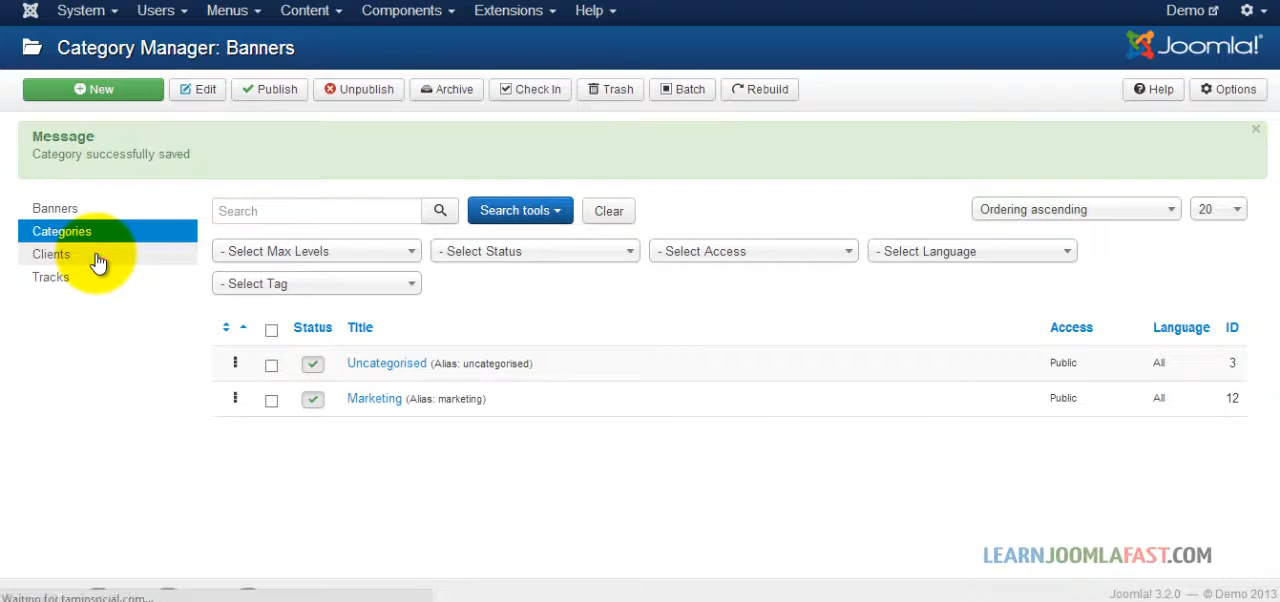 System Users Menus Content Components Extensions Help Demo
Category Manager: Banners Joomla!®
New Edit Publish Unpublish Archive Check In Trash Batch Rebuild Help Options
Message
Category successfully saved
Banners
Categories
Clients
Tracks
Search Search tools Clear Ordering ascending 20
- Select Max Levels - Select Status - Select Access - Select Language
- Select Tag
Status Title Access Language ID
Uncategorised (Alias: uncategorised) Public All 3
Marketing (Alias: marketing) Public All 12
LEARNJOOMLAFAST.COM
Joomla! 3.2.0 — © Demo 2013
Waiting for